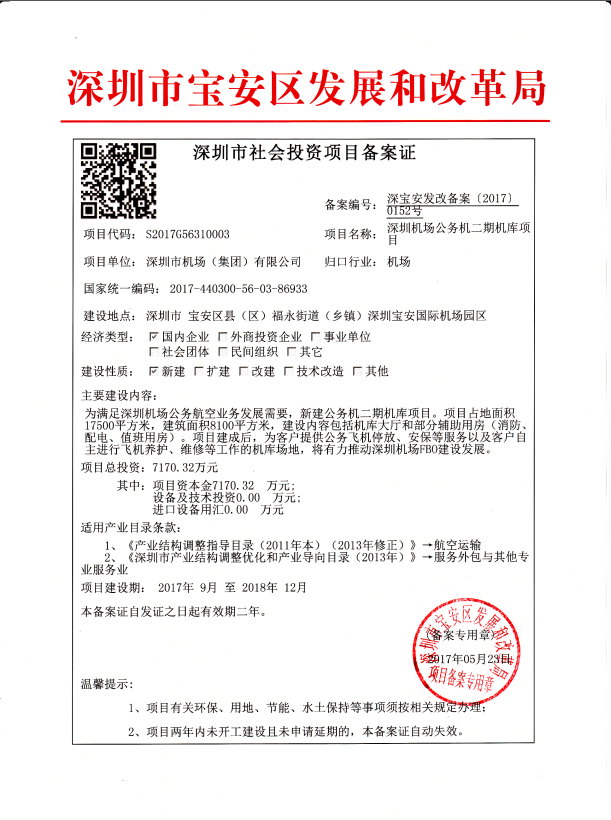 深圳市宝安区发展和改革局
深圳市社会投资项目备案证
备案编号：深宝安发改备案〔2017〕
0152号
项目代码：S2017G56310003
项目名称：深圳机场公务机二期机库项
目
项目单位：深圳市机场（集团）有限公司 归口行业：机场
国家统一编码：2017-440300-56-03-86933
建设地点：深圳市 宝安区县（区）福永街道（乡镇）深圳宝安国际机场园区
经济类型：☑国内企业 □外商投资企业 □事业单位
□社会团体 □民间组织 □其它
建设性质：☑新建 □扩建 □改建 □技术改造 □其他
主要建设内容:
为满足深圳机场公务航空业务发展需要，新建公务机二期机库项目。项目占地面积
17500平方米，建筑面积8100平方米，建设内容包括机库大厅和部分辅助用房（消防、
配电、值班用房）。项目建成后，为客户提供公务飞机停放、安保等服务以及客户自
主进行飞机养护、维修等工作的机库场地，将有力推动深圳机场FBO建设发展。
项目总投资：7170.32万元
其中：项目资本金7170.32 万元;
设备及技术投资0.00 万元;
进口设备用汇0.00 万元
适用产业目录条款：
1、《产业结构调整指导目录（2011年本）（2013年修正）》→航空运输
2、《深圳市产业结构调整优化和产业导向目录（2013年）》→服务外包与其他专
业服务业
项目建设期： 2017年 9月 至 2018年 12月
本备案证自发证之日起有效期二年。
深圳市宝安区发展和改革局
备案专用章
2017年05月23日
项目备案专用章
温馨提示:
1、项目有关环保、用地、节能、水土保持等事项须按相关规定办理;
2、项目两年内未开工建设且未申请延期的，本备案证自动失效。